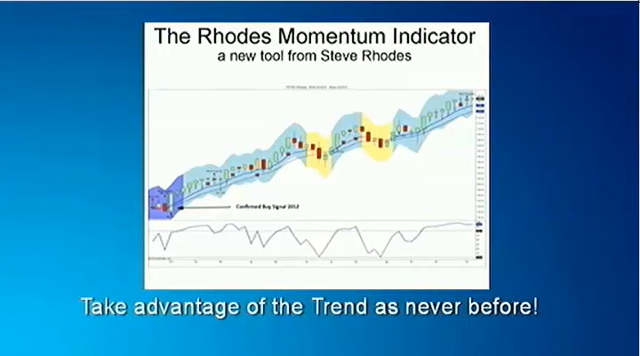 The Rhodes Momentum Indicator
a new tool from Steve Rhodes
Confirmed Buy Signal 2012
Take advantage of the Trend as never before!